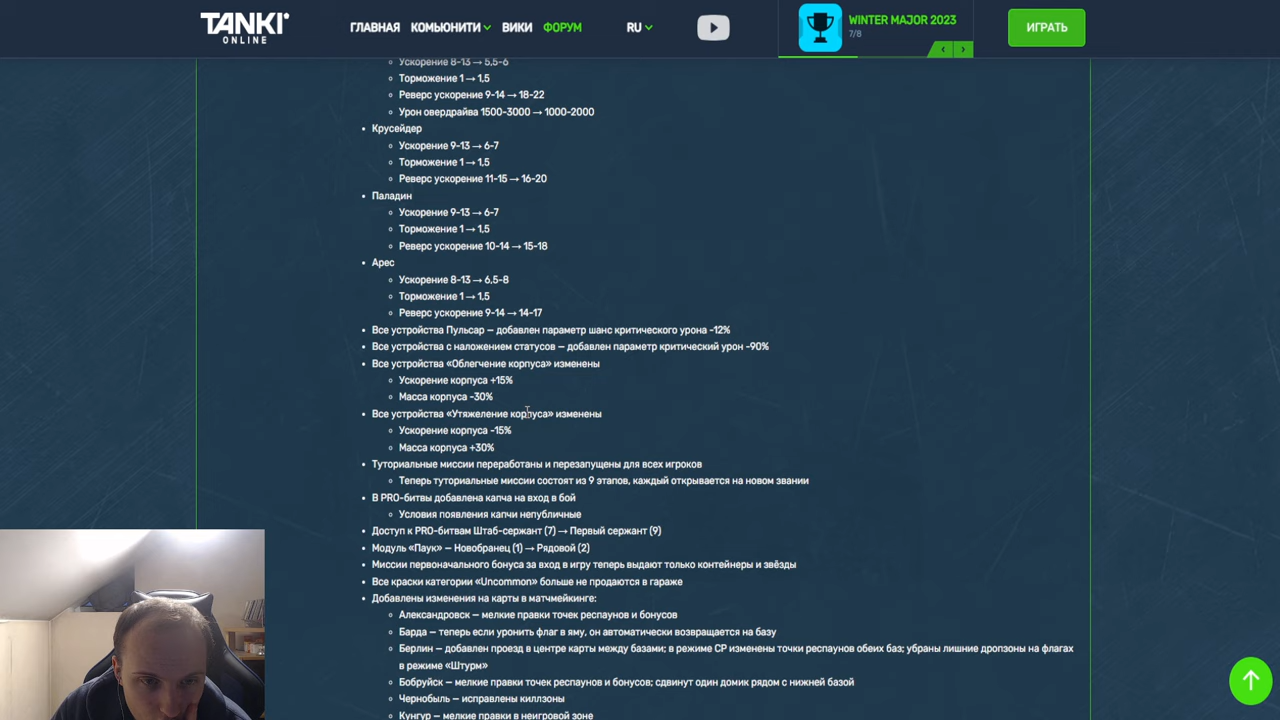 TANKI
ONLINE
ГЛАВНАЯ
КОМЬЮНИТИ
ВИКИ
ФОРУМ
RU
WINTER MAJOR 2023
7/8
ИГРАТЬ
Ускорение 8-13 → 5,5-6
Торможение 1 → 1,5
Реверс ускорение 9-14 → 18-22
Урон овердрайва 1500-3000 → 1000-2000
Крусейдер
Ускорение 9-13 → 6-7
Торможение 1 → 1,5
Реверс ускорение 11-15 → 16-20
Паладин
Ускорение 9-13 → 6-7
Торможение 1 → 1,5
Реверс ускорение 10-14 → 15-18
Арес
Ускорение 8-13 → 6,5-8
Торможение 1 → 1,5
Реверс ускорение 9-14 → 14-17
Все устройства Пульсар — добавлен параметр шанс критического урона -12%
Все устройства с наложением статусов — добавлен параметр критический урон -90%
Все устройства «Облегчение корпуса» изменены
Ускорение корпуса +15%
Масса корпуса -30%
Все устройства «Утяжеление корпуса» изменены
Ускорение корпуса -15%
Масса корпуса +30%
Туториальные миссии переработаны и перезапущены для всех игроков
Теперь туториальные миссии состоят из 9 этапов, каждый открывается на новом звании
В PRO-битвы добавлена капча на вход в бой
Условия появления капчи непубличные
Доступ к PRO-битвам Штаб-сержант (7) → Первый сержант (9)
Модуль «Паук» — Новобранец (1) → Рядовой (2)
Миссии первоначального бонуса за вход в игру теперь выдают только контейнеры и звёзды
Все краски категории «Uncommon» больше не продаются в гараже
Добавлены изменения на карты в матчмейкинге:
Александровск — мелкие правки точек респаунов и бонусов
Барда — теперь если уронить флаг в яму, он автоматически возвращается на базу
Берлин — добавлен проезд в центре карты между базами; в режиме CP изменены точки респаунов обеих баз; убраны лишние дропзоны на флагах
в режиме «Штурм»
Бобруйск — мелкие правки точек респаунов и бонусов; сдвинут один домик рядом с нижней базой
Чернобыль — исправлены киллзоны
Кунгур — мелкие правки в неигровой зоне